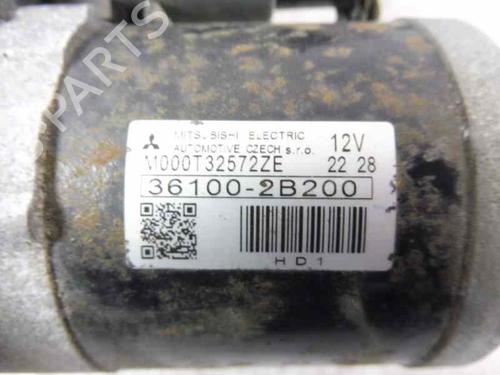 MITSUBISHI ELECTRIC
AUTOMOTIVE CZECH s.r.o. 12V
M000T32572ZE 22 28
36100-2B200
HD1
PARTS